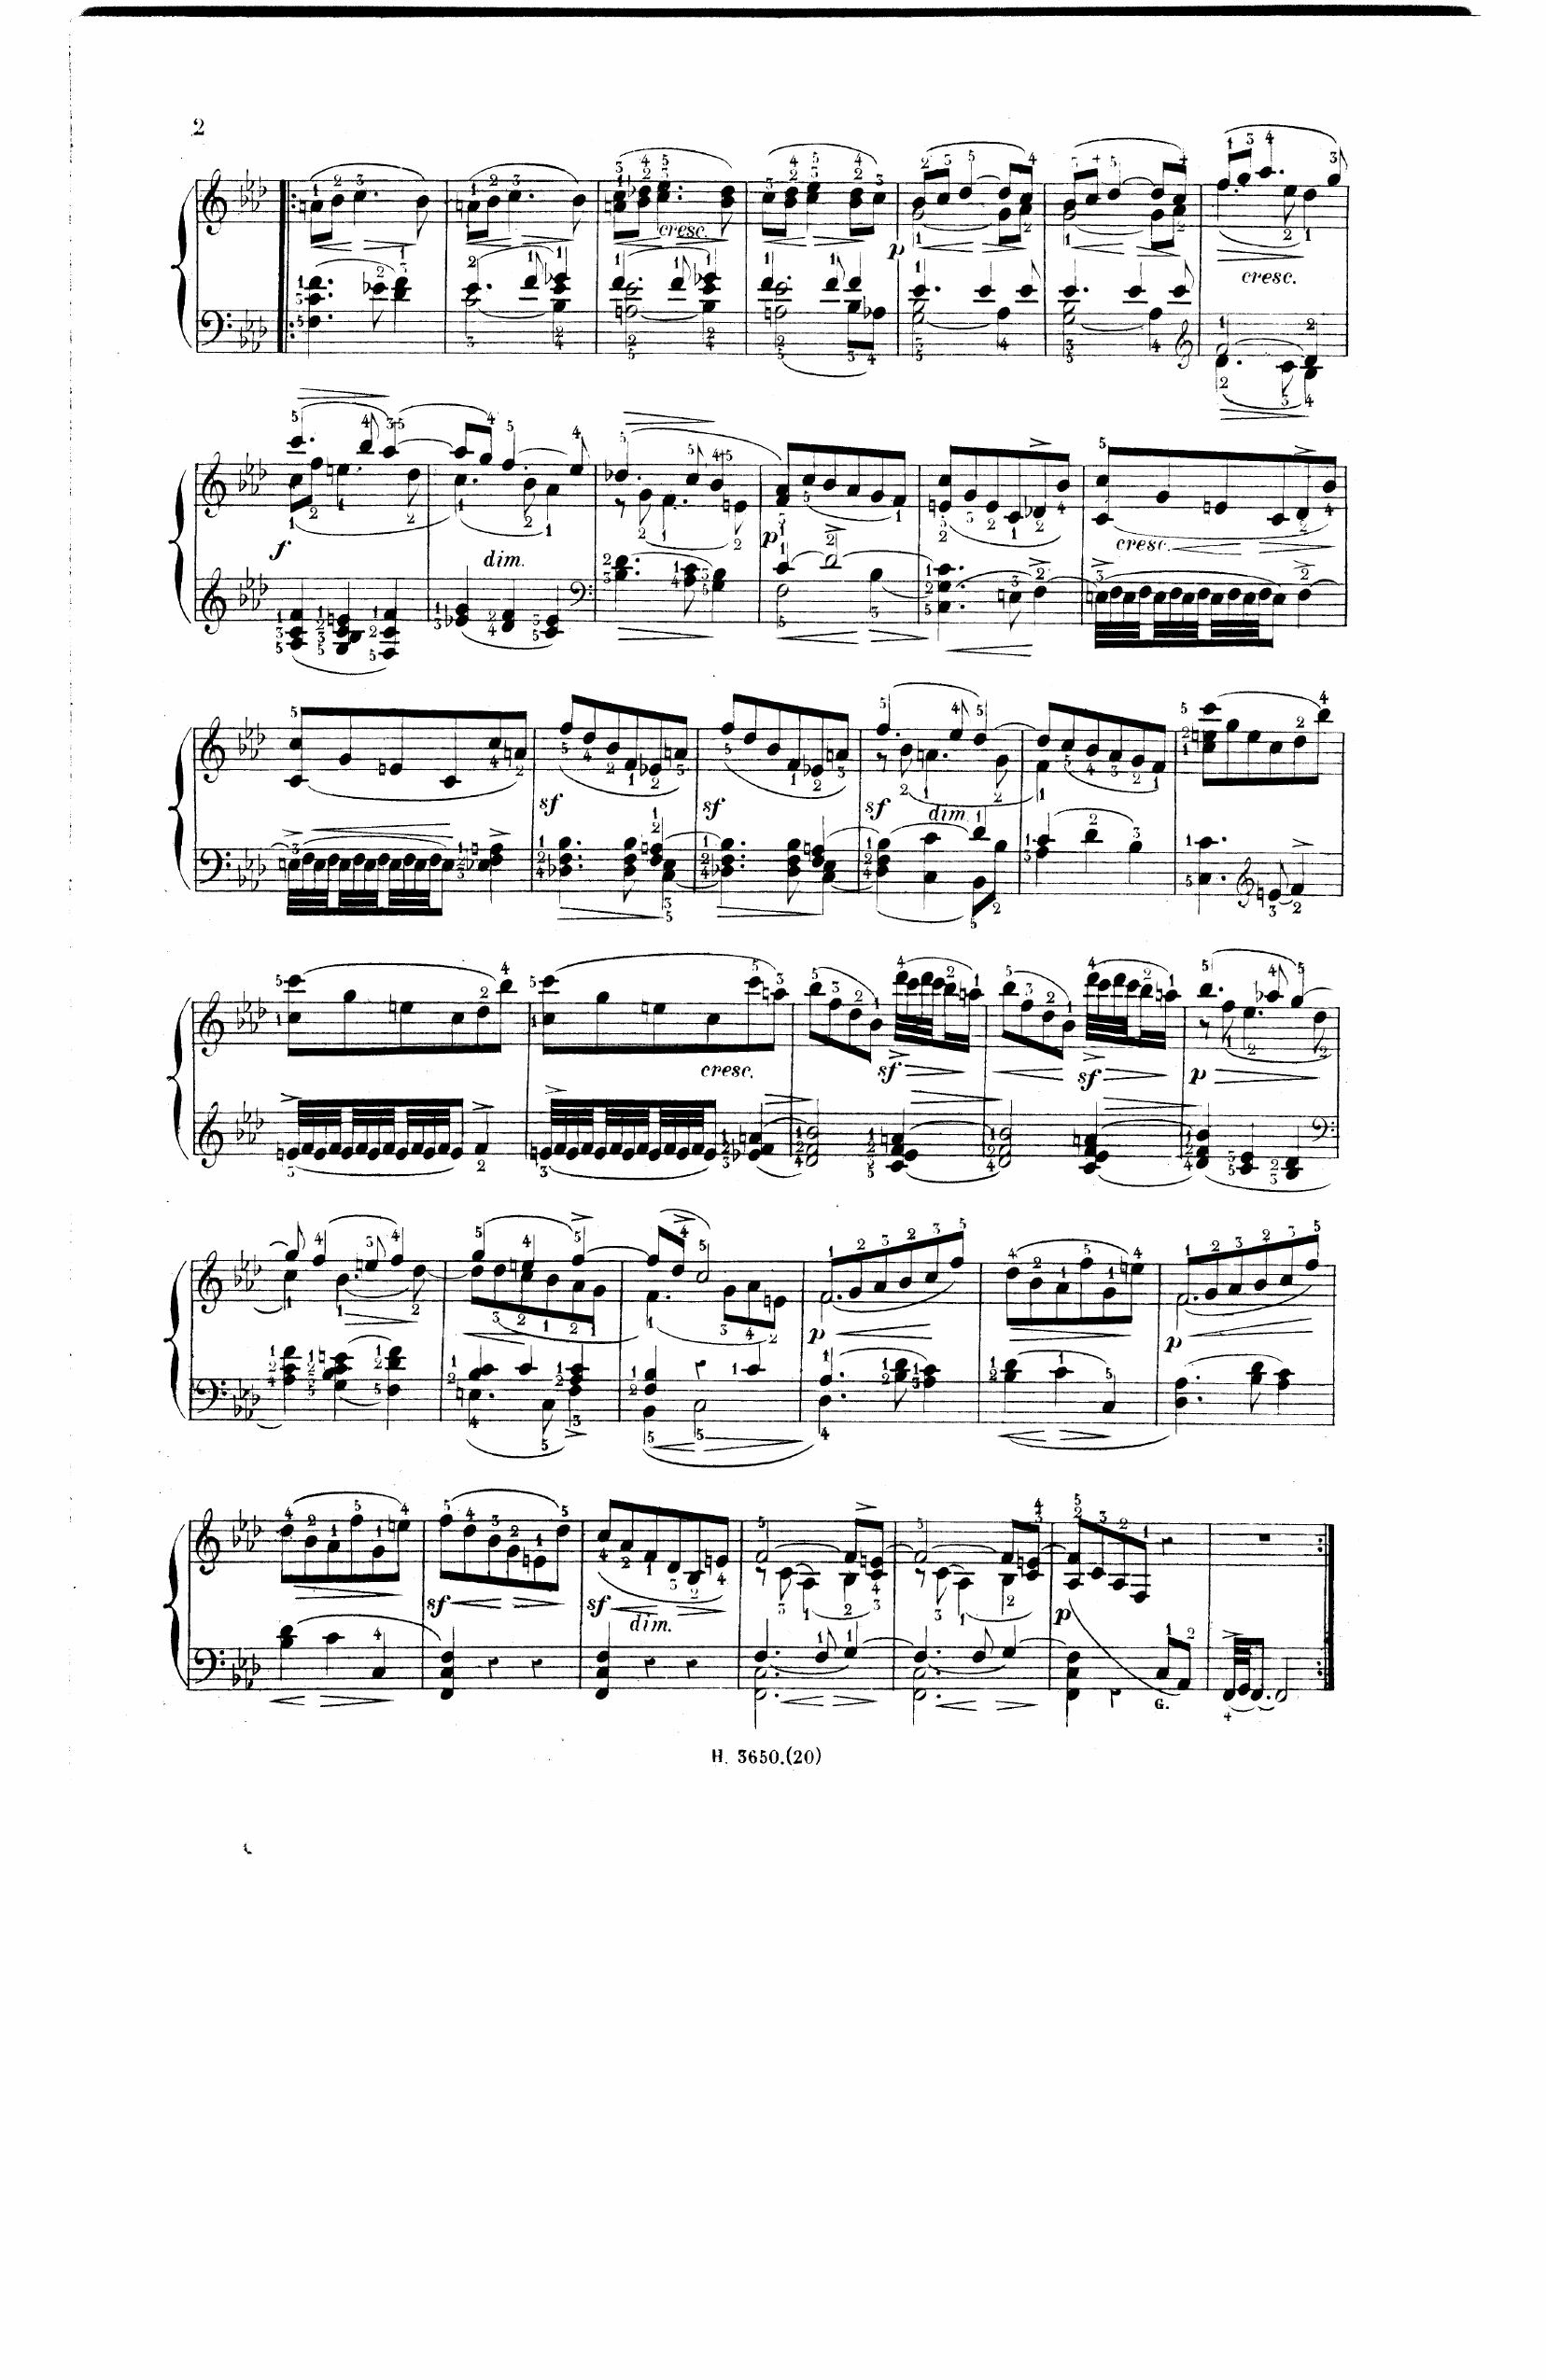 2
cresc.
p
cresc.
f
dim.
p
cresc.
sf
sf
sf
dim.
cresc.
sf
sf
p
p
p
sf
sf
dim.
p
G.
H. 3650.(20)